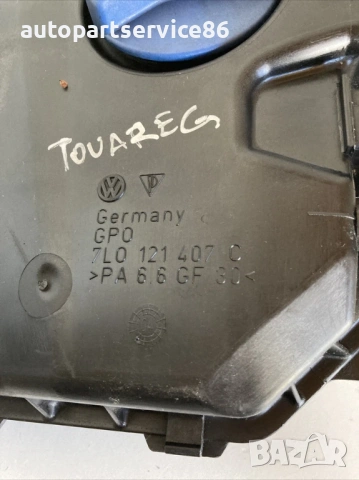 autopartservice86@
TOUAREG
Germany
GPO
7L0 121 407 C
>PA 6.6 GF 30<
BAZAR